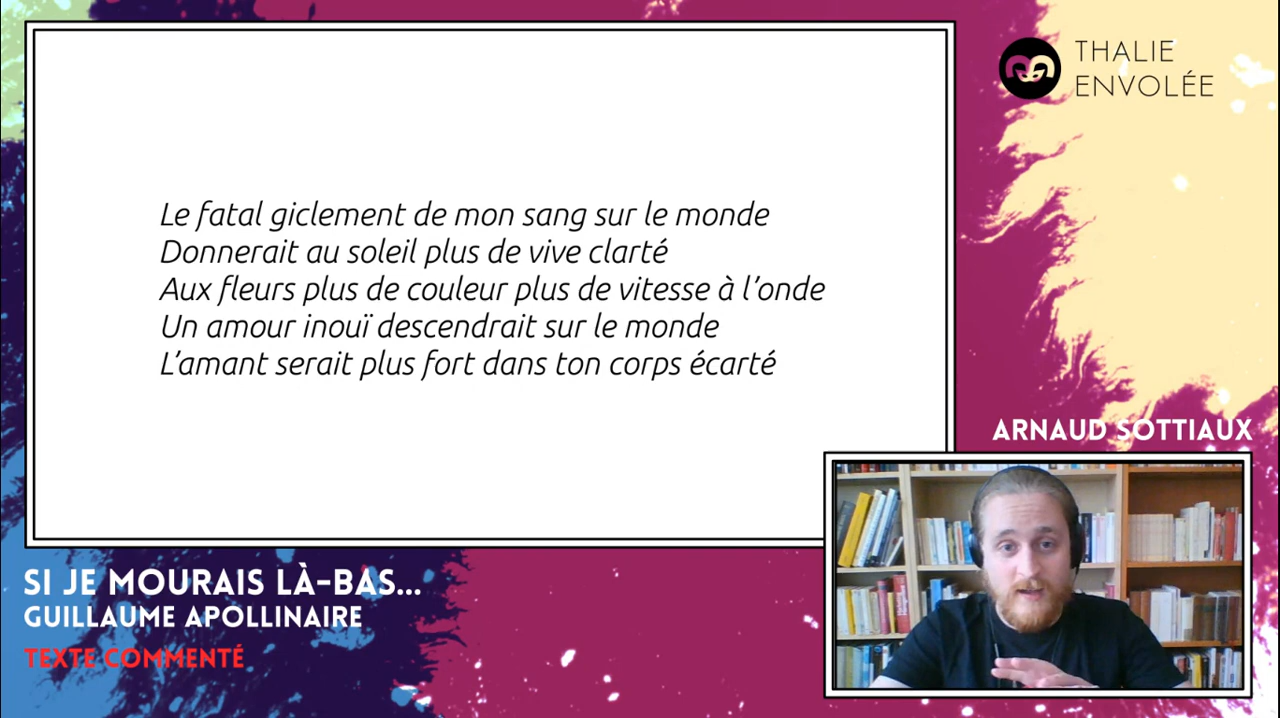 THALIE
ENVOLÉE
Le fatal giclement de mon sang sur le monde
Donnerait au soleil plus de vive clarté
Aux fleurs plus de couleur plus de vitesse à l’onde
Un amour inouï descendrait sur le monde
L’amant serait plus fort dans ton corps écarté
ARNAUD SOTTIAUX
SI JE MOURAIS LÀ-BAS...
GUILLAUME APOLLINAIRE
TEXTE COMMENTÉ